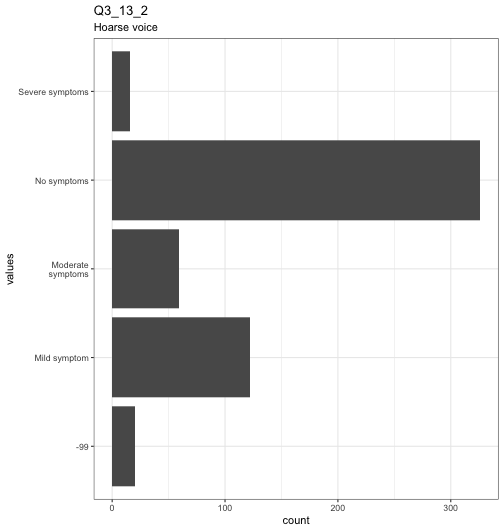 Q3_13_2
Hoarse voice
Severe symptoms
No symptoms
Moderate
symptoms
Mild symptom
-99
values
0
100
200
300
count